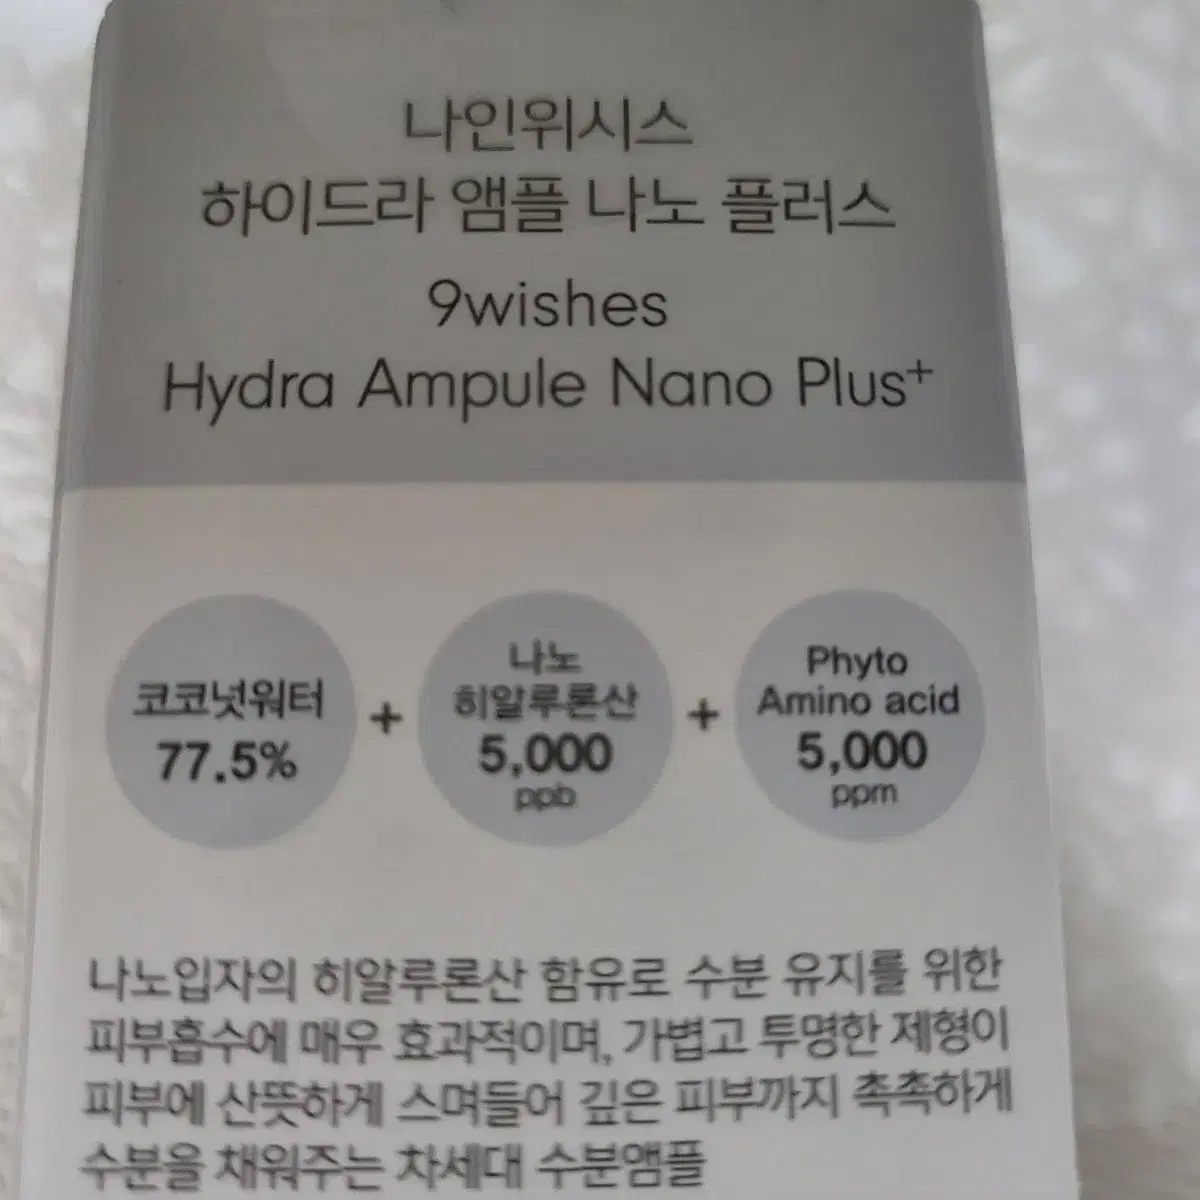 나인위시스
하이드라 앰플 나노 플러스
9wishes
Hydra Ampule Nano Plus+
코코넛워터
77.5%
+
나노
히알루론산
5,000
ppb
+
Phyto
Amino acid
5,000
ppm
나노입자의 히알루론산 함유로 수분 유지를 위한
피부흡수에 매우 효과적이며, 가볍고 투명한 제형이
피부에 산뜻하게 스며들어 깊은 피부까지 촉촉하게
수분을 채워주는 차세대 수분앰플